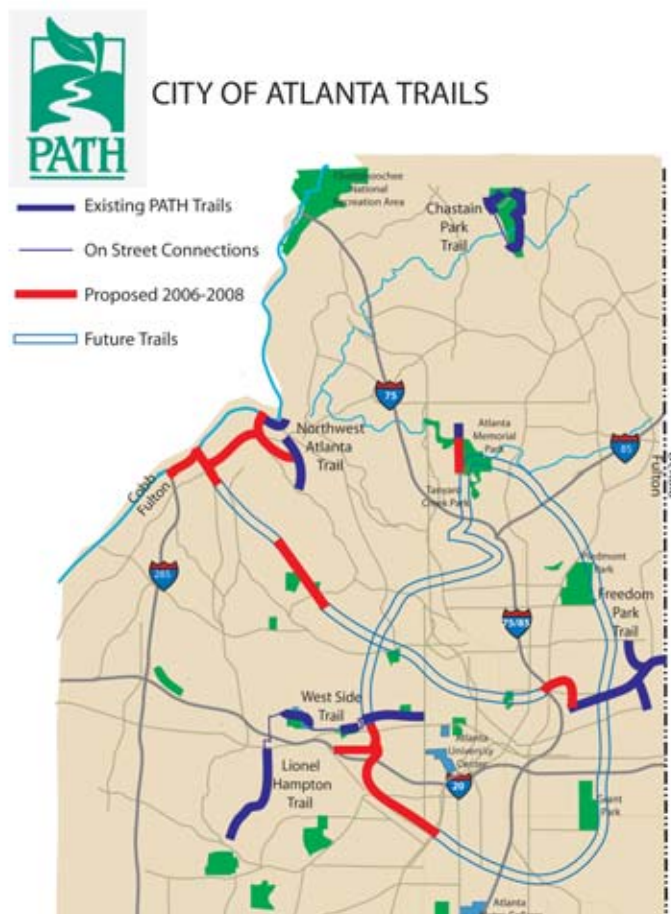 PATH
CITY OF ATLANTA TRAILS
Existing PATH Trails
On Street Connections
Proposed 2006-2008
Future Trails
Chattahoochee
National
Recreation Area
Chastain
Park
Trail
75
Northwest
Atlanta
Trail
Atlanta
Memorial
Park
85
Fulton
Tanyard
Creek Park
Cobb
Fulton
285
Piedmont
Park
Freedom
Park
Trail
75/85
West Side
Trail
Atlanta
University
Center
Lionel
Hampton
Trail
20
Grant
Park
Atlanta